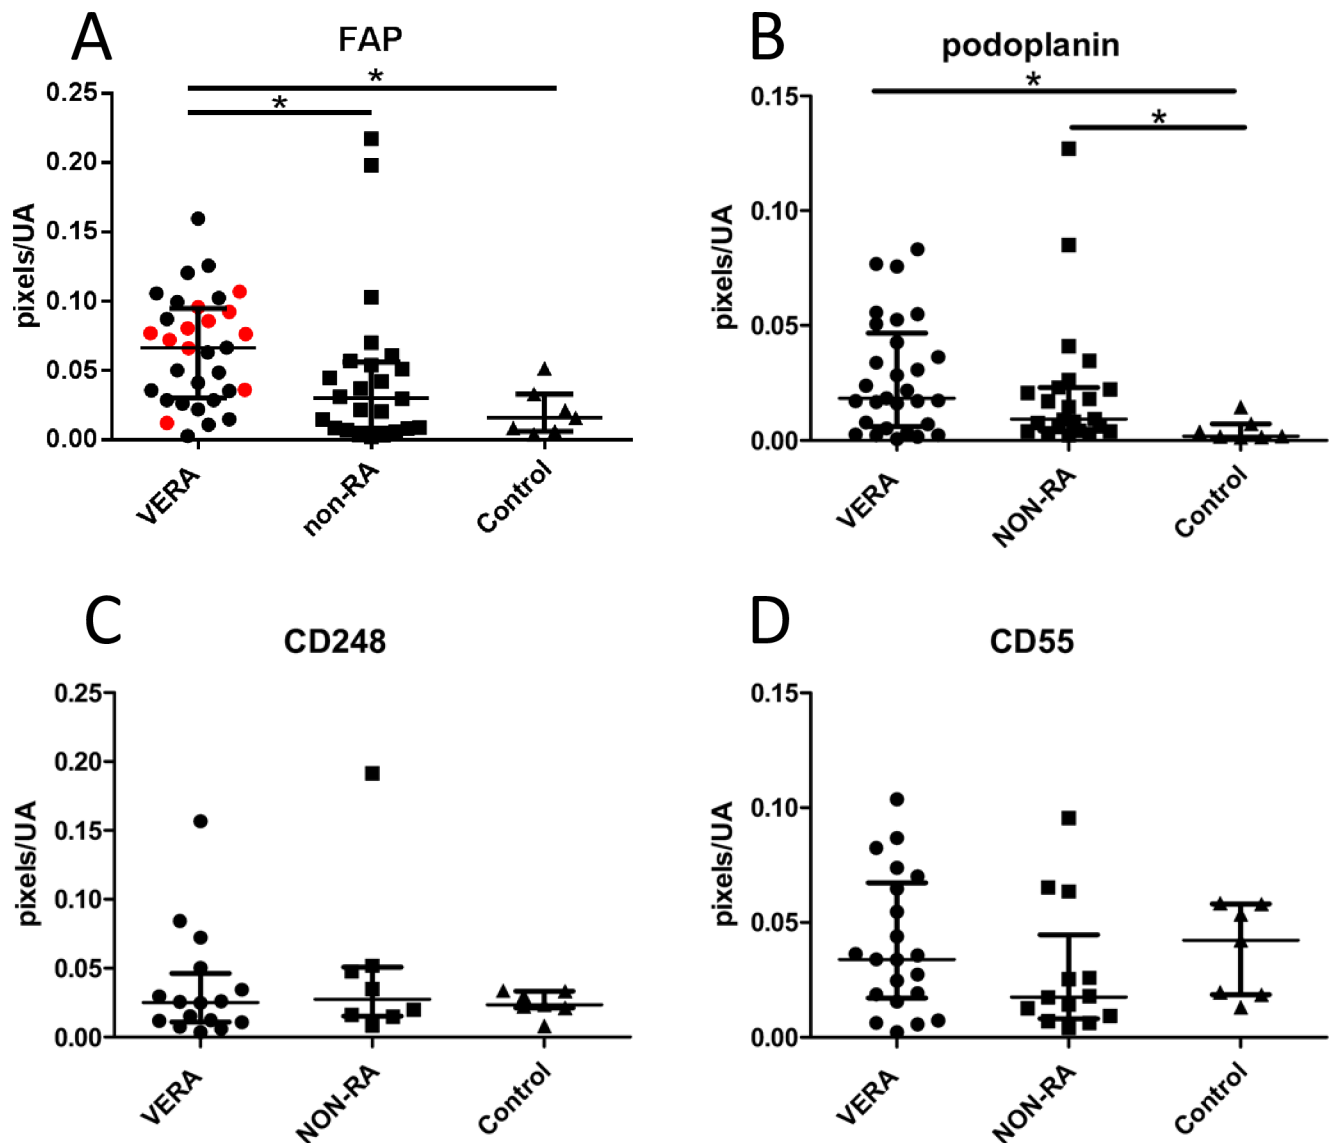 A
FAP
*
*
0.25
0.20
0.15
0.10
0.05
0.00
pixels/UA
VERA
non-RA
Control
B
podoplanin
*
*
0.15
0.10
0.05
0.00
pixels/UA
VERA
NON-RA
Control
C
CD248
0.25
0.20
0.15
0.10
0.05
0.00
pixels/UA
VERA
NON-RA
Control
D
CD55
0.15
0.10
0.05
0.00
pixels/UA
VERA
NON-RA
Control